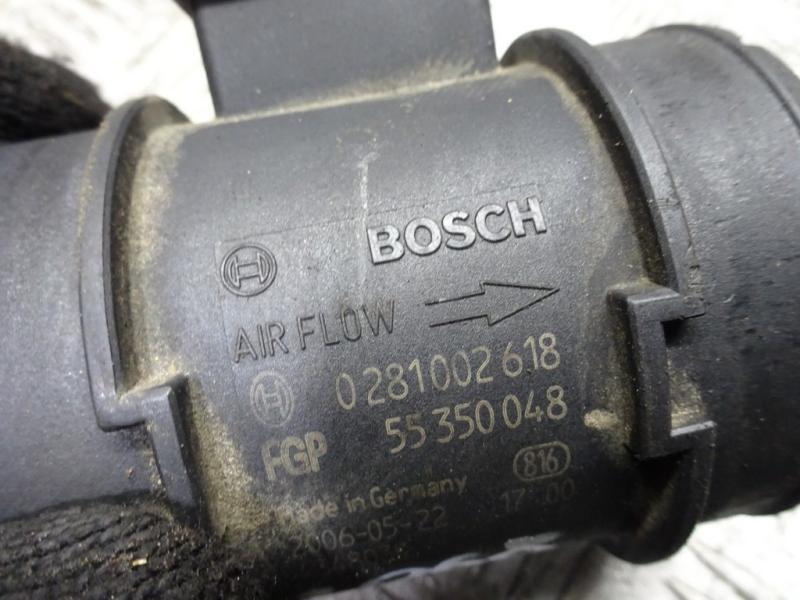 BOSCH
AIR FLOW
0 281 002 618
FGP 55 350 048
816
Made in Germany
2006-05-22 17:00